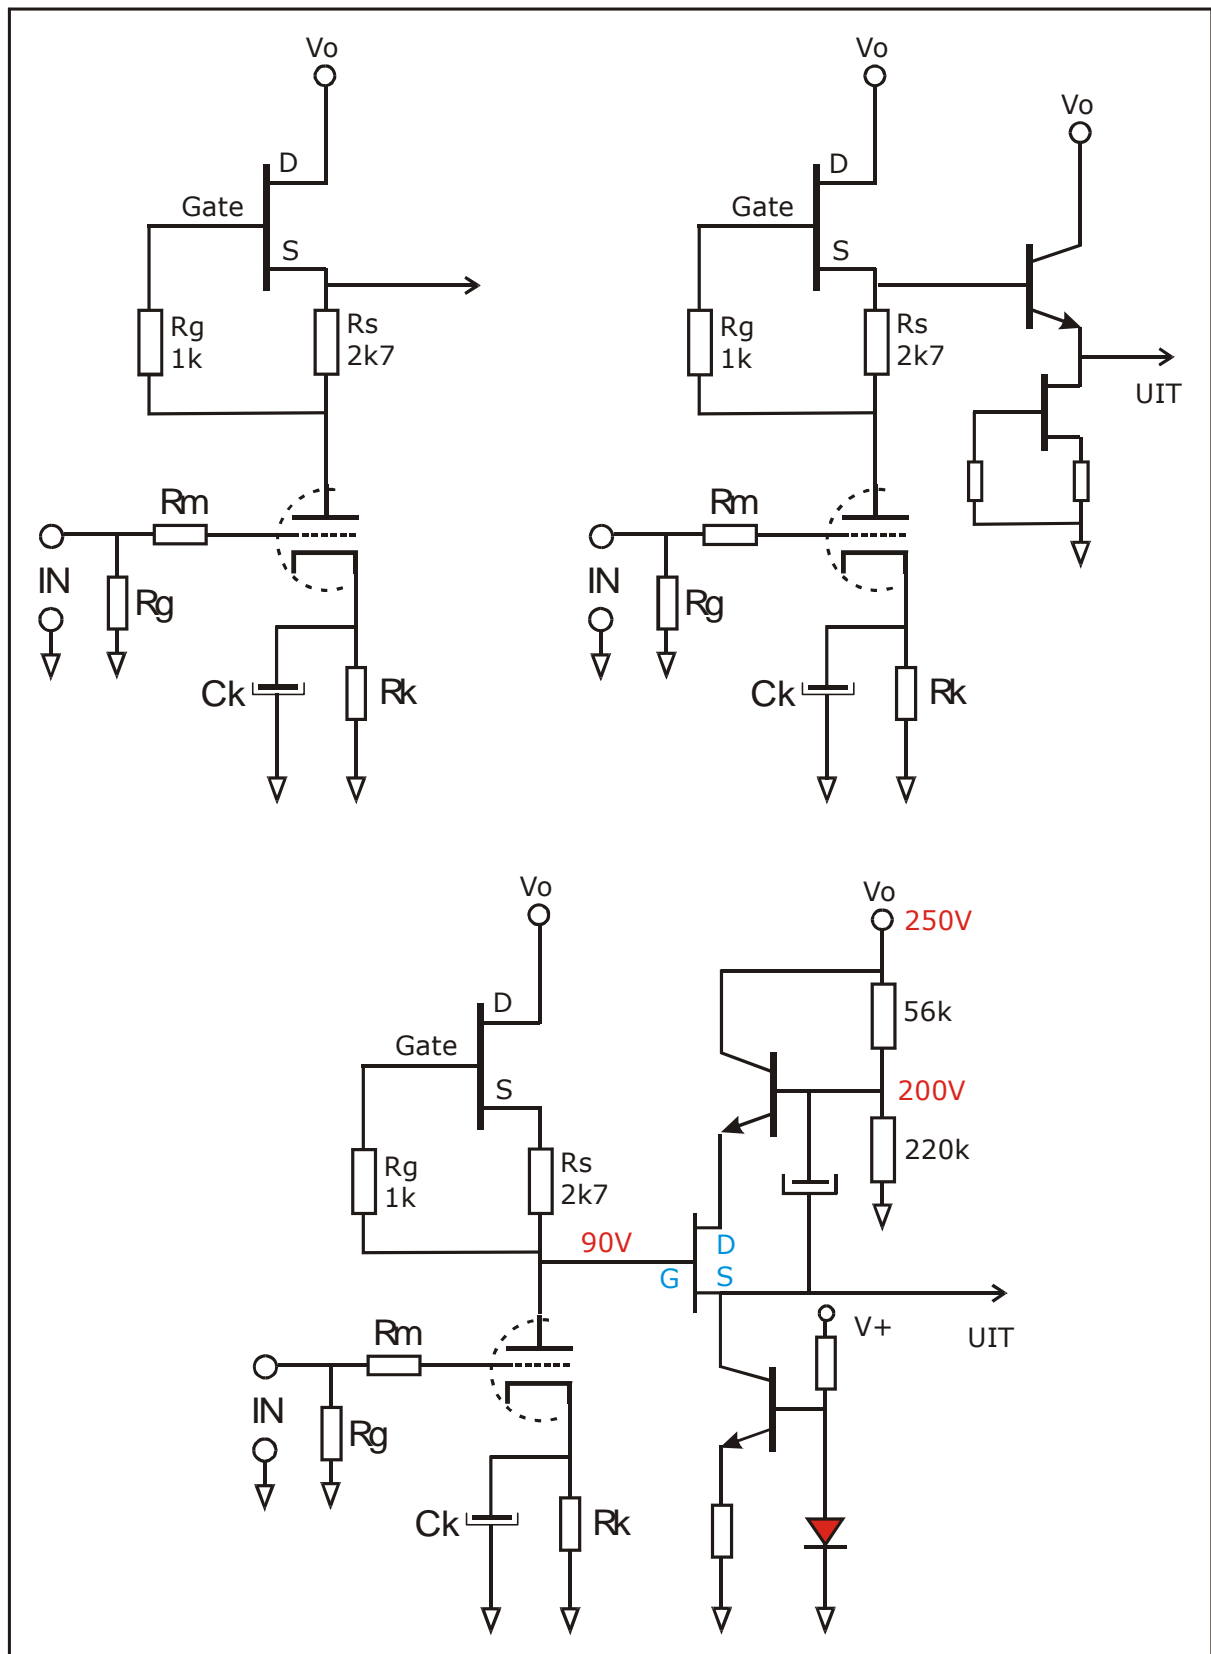 Vo
D
Gate
S
Rg
1k
Rs
2k7
Rm
IN
Rg
Ck
Rk
Vo
D
Gate
S
Rg
1k
Rs
2k7
Vo
UIT
Rm
IN
Rg
Ck
Rk
Vo
D
Gate
S
Rg
1k
Rs
2k7
90V
Rm
IN
Rg
Ck
Rk
Vo
250V
56k
200V
220k
D
G
S
V+
UIT